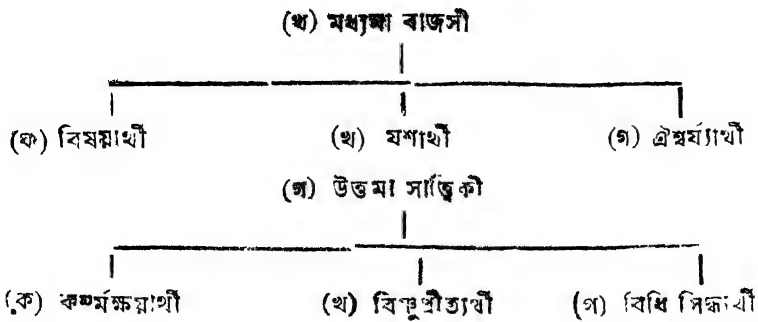 (খ) মধ্যমা রাজসী
(ক) বিষয়ার্থী (খ) যশার্থী (গ) ঐশ্বর্য্যার্থী
(গ) উত্তমা সাত্ত্বিকী
(ক) কর্ম্মক্ষয়ার্থী (খ) বিষ্ণুপ্রীত্যর্থী (গ) বিধি সিদ্ধার্থী